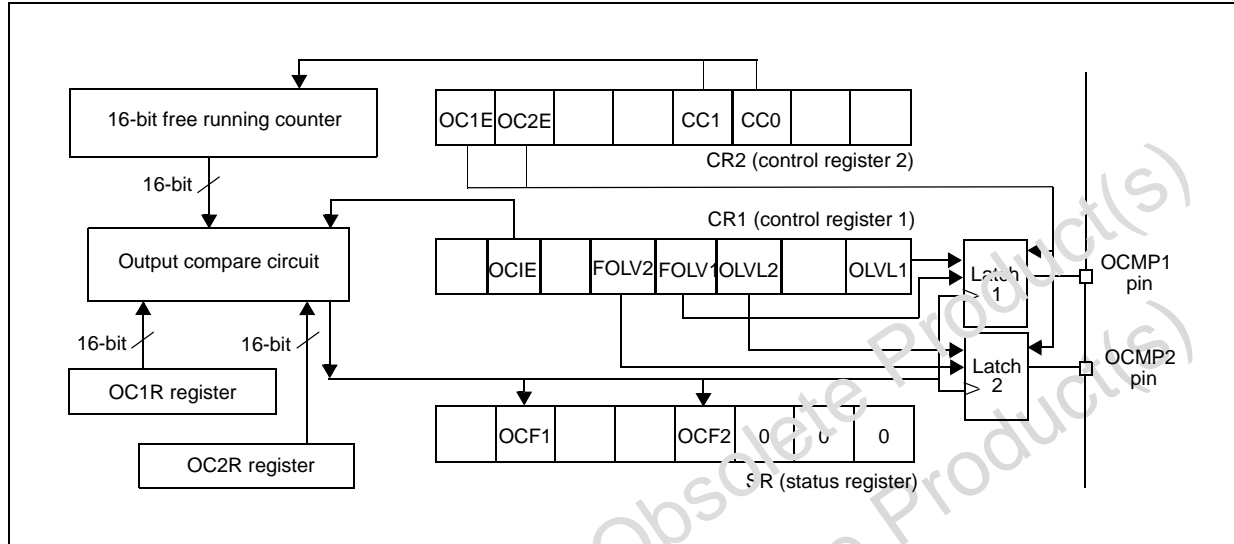 16-bit free running counter
OC1E OC2E CC1 CC0
CR2 (control register 2)
16-bit
CR1 (control register 1)
Output compare circuit
OCIE FOLV2 FOLV1 OLVL2 OLVL1
Latch
1
OCMP1
pin
16-bit
16-bit
Latch
2
OCMP2
pin
OC1R register
OCF1 OCF2 0 0 0
OC2R register
SR (status register)
Obsolete Product(s)
Product(s)